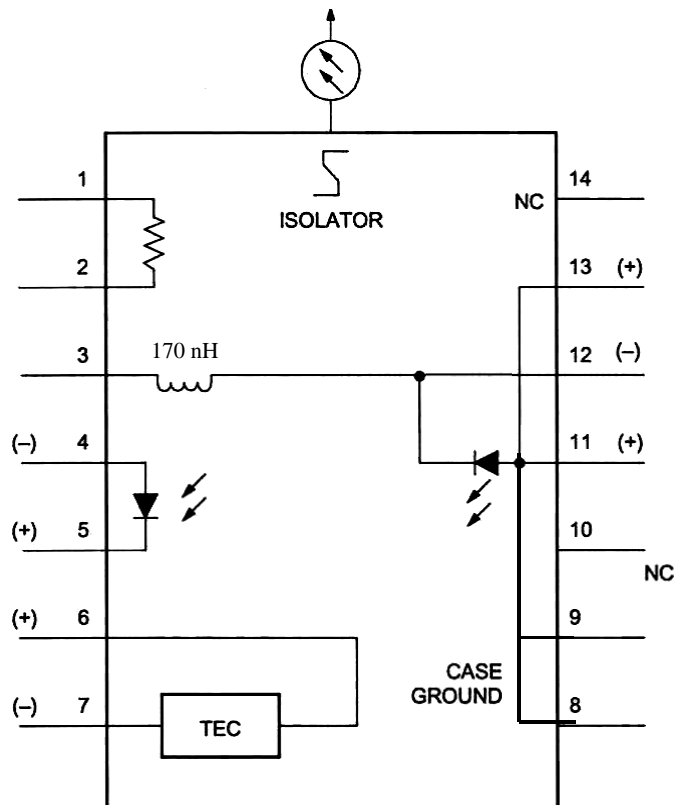 ISOLATOR
1
2
170 nH
3
(–) 4
(+) 5
(+) 6
(–) 7
TEC
NC 14
13 (+)
12 (–)
11 (+)
10
NC
9
CASE
GROUND
8